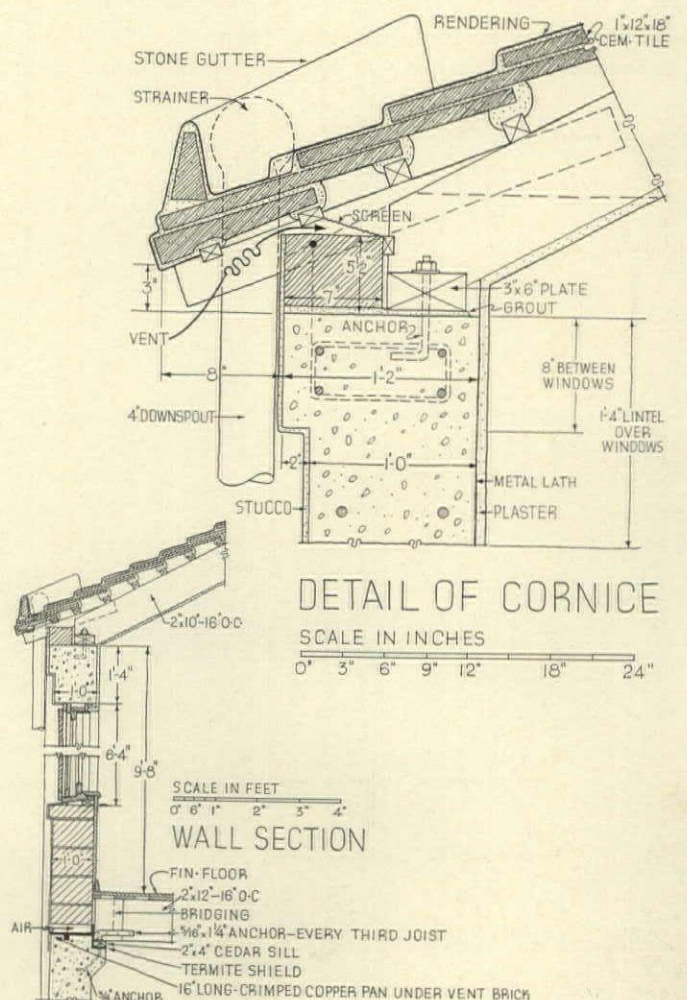 RENDERING
1"x12"x18"
CEM·TILE
STONE GUTTER
STRAINER
SCREEN
5½"
7"
3"
3"x6" PLATE
GROUT
VENT
ANCHOR
8"
1'-2"
8" BETWEEN
WINDOWS
4" DOWNSPOUT
1'-4" LINTEL
OVER
WINDOWS
2"
1'-0"
METAL LATH
STUCCO
PLASTER
DETAIL OF CORNICE
SCALE IN INCHES
0" 3" 6" 9" 12" 18" 24"
2"x10"-16" O·C
1'-4"
1'-0"
6'-4"
9'-8"
SCALE IN FEET
0" 6" 1" 2" 3" 4"
WALL SECTION
1'-0"
FIN·FLOOR
2"x12"-16" O·C
BRIDGING
AIR
5/16"x1¼" ANCHOR-EVERY THIRD JOIST
2"x4" CEDAR SILL
TERMITE SHIELD
16" LONG-CRIMPED COPPER PAN UNDER VENT BRICK
¾" ANCHOR